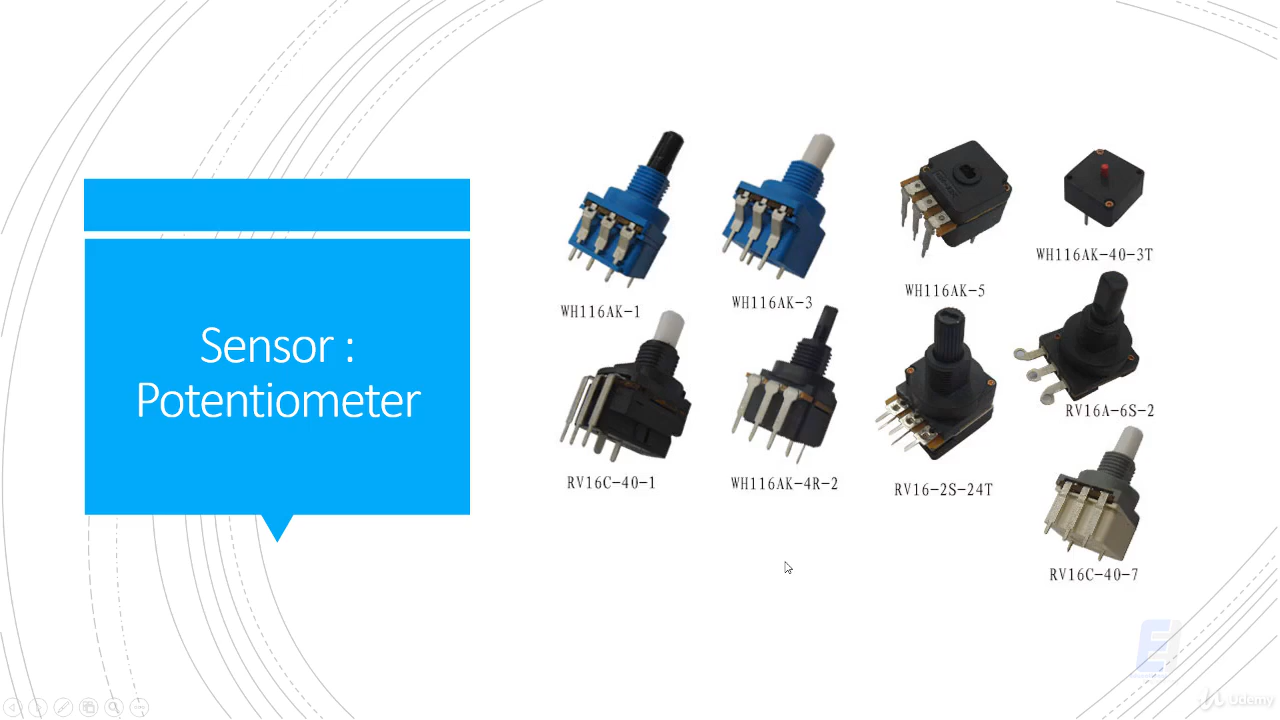 Sensor :
Potentiometer
WH116AK-1
WH116AK-3
WH116AK-5
WH116AK-40-3T
RV16C-40-1
WH116AK-4R-2
RV16-2S-24T
RV16A-6S-2
RV16C-40-7
E
Udemy